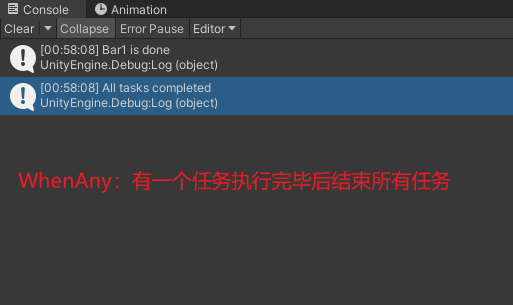 Console Animation
Clear Collapse Error Pause Editor
[00:58:08] Bar1 is done
UnityEngine.Debug:Log (object)
[00:58:08] All tasks completed
UnityEngine.Debug:Log (object)
WhenAny：有一个任务执行完毕后结束所有任务